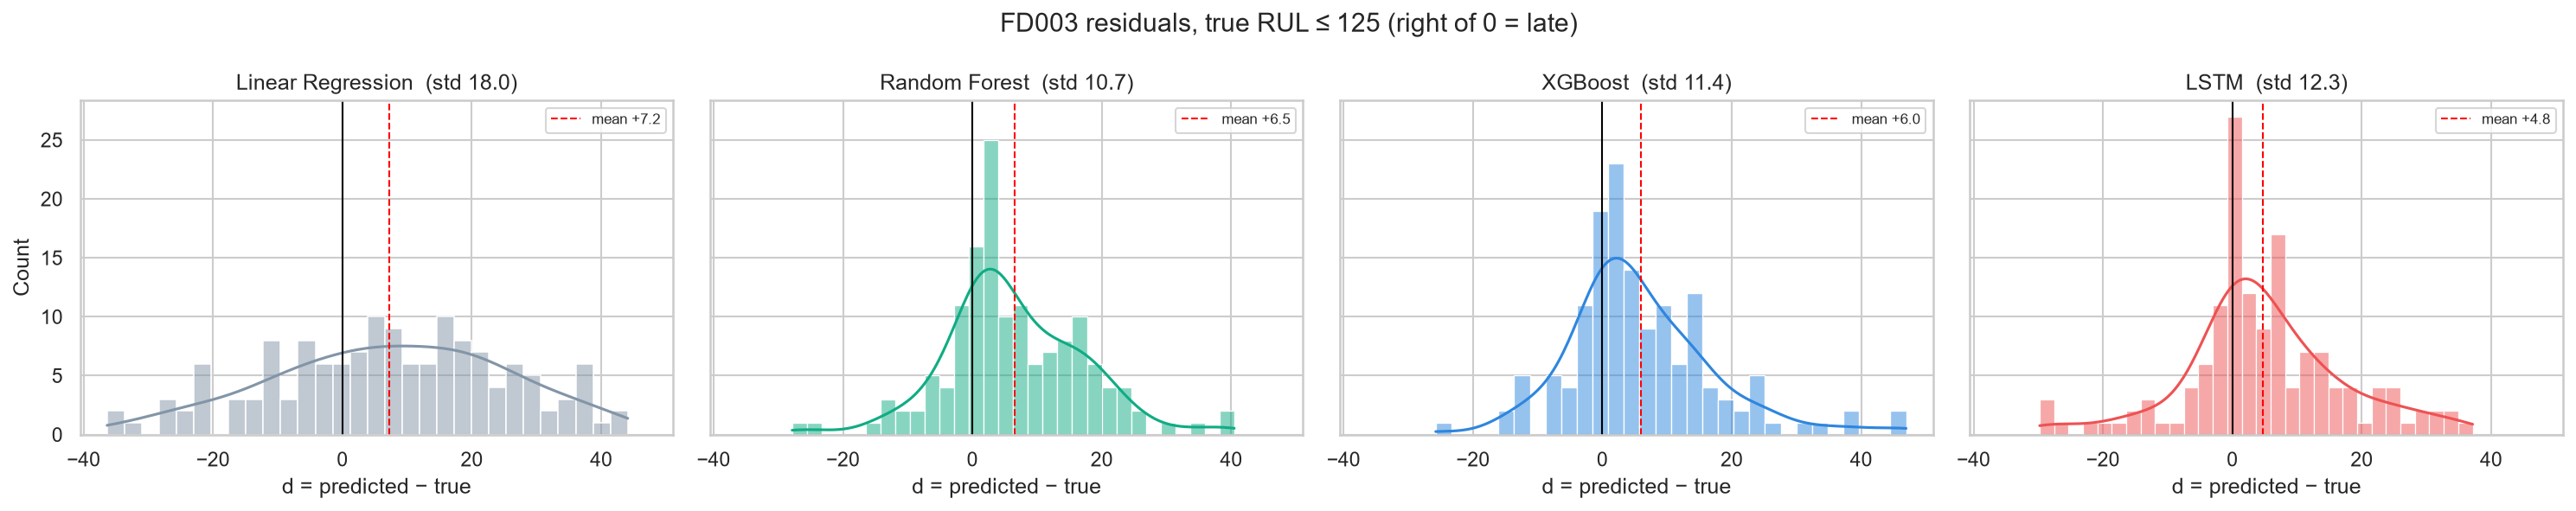 FD003 residuals, true RUL ≤ 125 (right of 0 = late)
Linear Regression (std 18.0)
Random Forest (std 10.7)
XGBoost (std 11.4)
LSTM (std 12.3)
mean +7.2
mean +6.5
mean +6.0
mean +4.8
Count
25
20
15
10
5
0
−40 −20 0 20 40
−40 −20 0 20 40
−40 −20 0 20 40
−40 −20 0 20 40
d = predicted − true
d = predicted − true
d = predicted − true
d = predicted − true